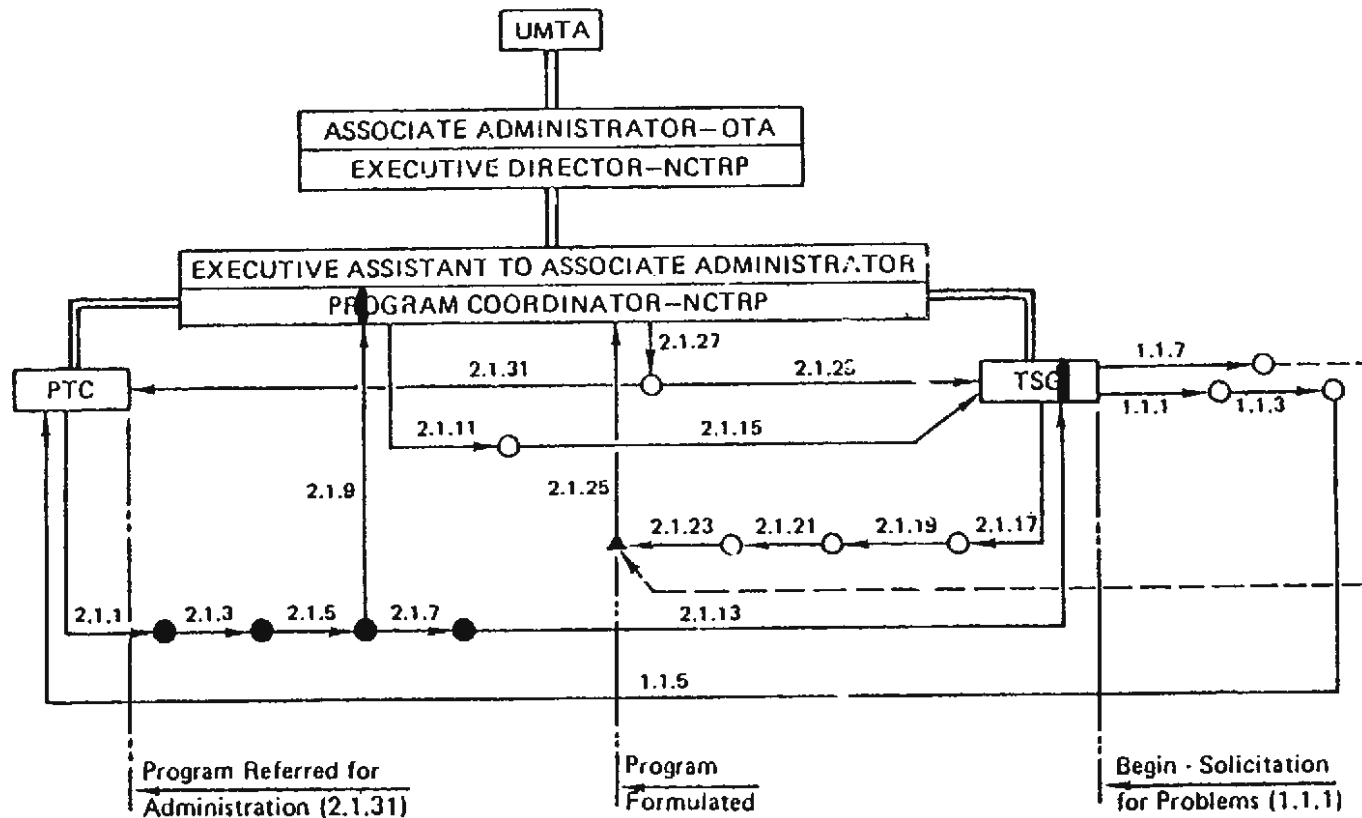 UMTA
ASSOCIATE ADMINISTRATOR–OTA
EXECUTIVE DIRECTOR–NCTRP
EXECUTIVE ASSISTANT TO ASSOCIATE ADMINISTRATOR
PROGRAM COORDINATOR–NCTRP
2.1.27
1.1.7
2.1.31
PTC
TSG
1.1.1
1.1.3
2.1.11
2.1.15
2.1.9
2.1.25
2.1.23
2.1.21
2.1.19
2.1.17
2.1.1
2.1.3
2.1.5
2.1.7
2.1.13
1.1.5
Program Referred for
Administration (2.1.31)
Program
Formulated
Begin - Solicitation
for Problems (1.1.1)